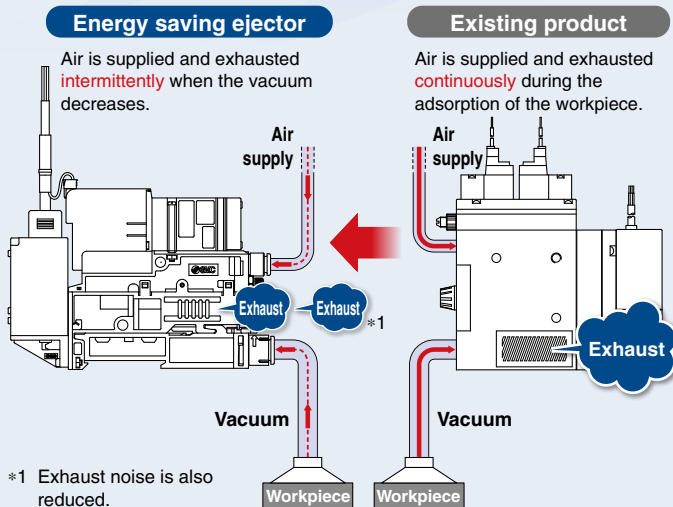 Energy saving ejector
Air is supplied and exhausted
intermittently when the vacuum
decreases.
Air
supply
SMC
Exhaust
Exhaust
*1
Vacuum
Workpiece
*1 Exhaust noise is also
reduced.
Existing product
Air is supplied and exhausted
continuously during the
adsorption of the workpiece.
Air
supply
Exhaust
Vacuum
Workpiece